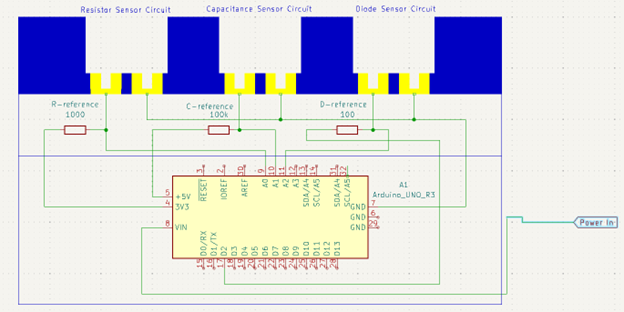 Resistor Sensor Circuit
Capacitance Sensor Circuit
Diode Sensor Circuit
R-reference
1000
C-reference
100k
D-reference
100
3
RESET
2
IOREF
30
AREF
9
A0
10
A1
11
A2
12
A3
13
SDA/A4
14
SCL/A5
31
SDA/A4
32
SCL/A5
A1
Arduino_UNO_R3
5
+5V
4
3V3
8
VIN
GND
7
GND
6
GND
29
Power In
D0/RX
15
D1/TX
16
D2
17
D3
18
D4
19
D5
20
D6
21
D7
22
D8
23
D9
24
D10
25
D11
26
D12
27
D13
28